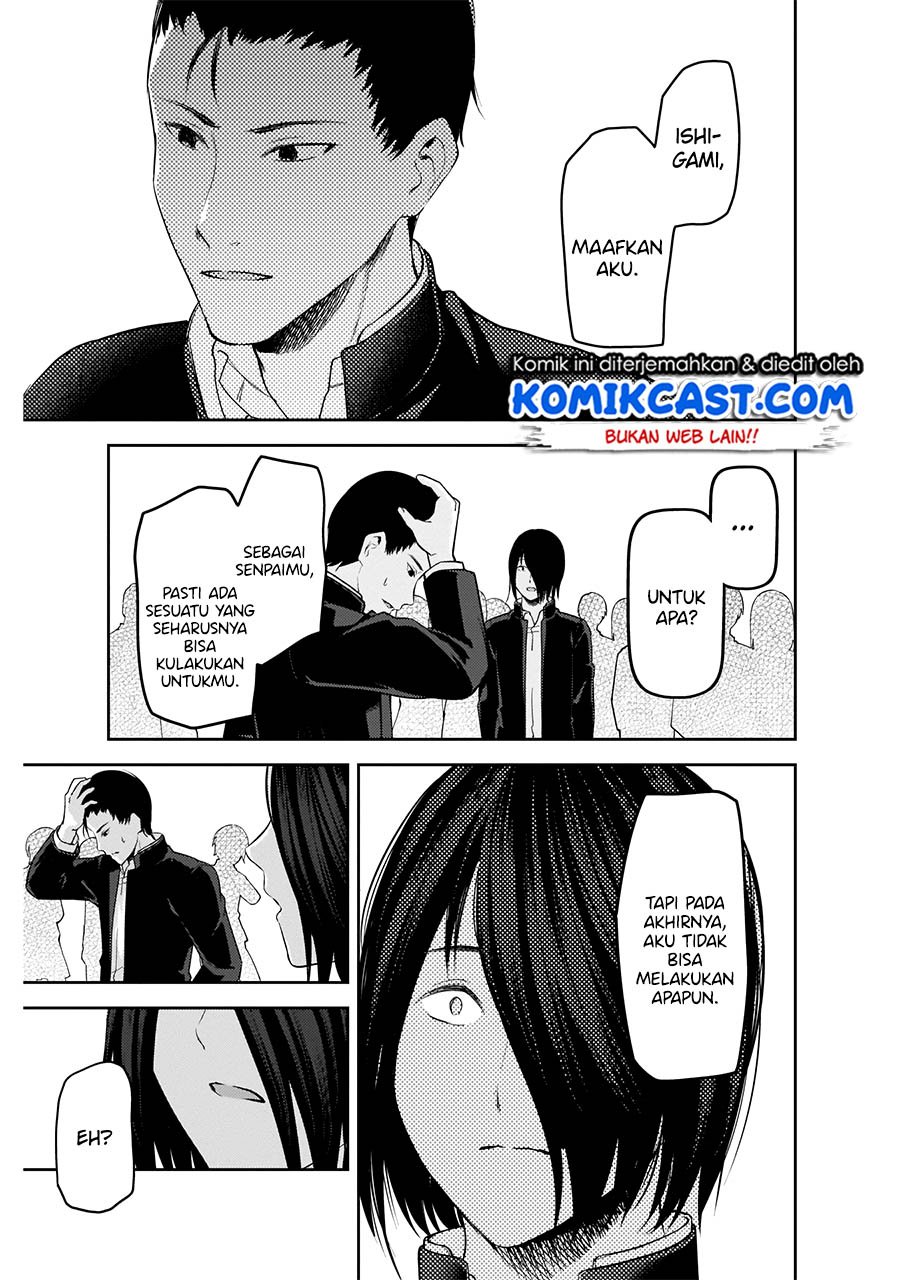 ISHI-
GAMI,
MAAFKAN
AKU.
Komik ini diterjemahkan & diedit oleh
KOMIKCAST.COM
BUKAN WEB LAIN!!
...
UNTUK
APA?
SEBAGAI
SENPAIMU,
PASTI ADA
SESUATU YANG
SEHARUSNYA
BISA
KULAKUKAN
UNTUKMU.
TAPI PADA
AKHIRNYA,
AKU TIDAK
BISA
MELAKUKAN
APAPUN.
EH?